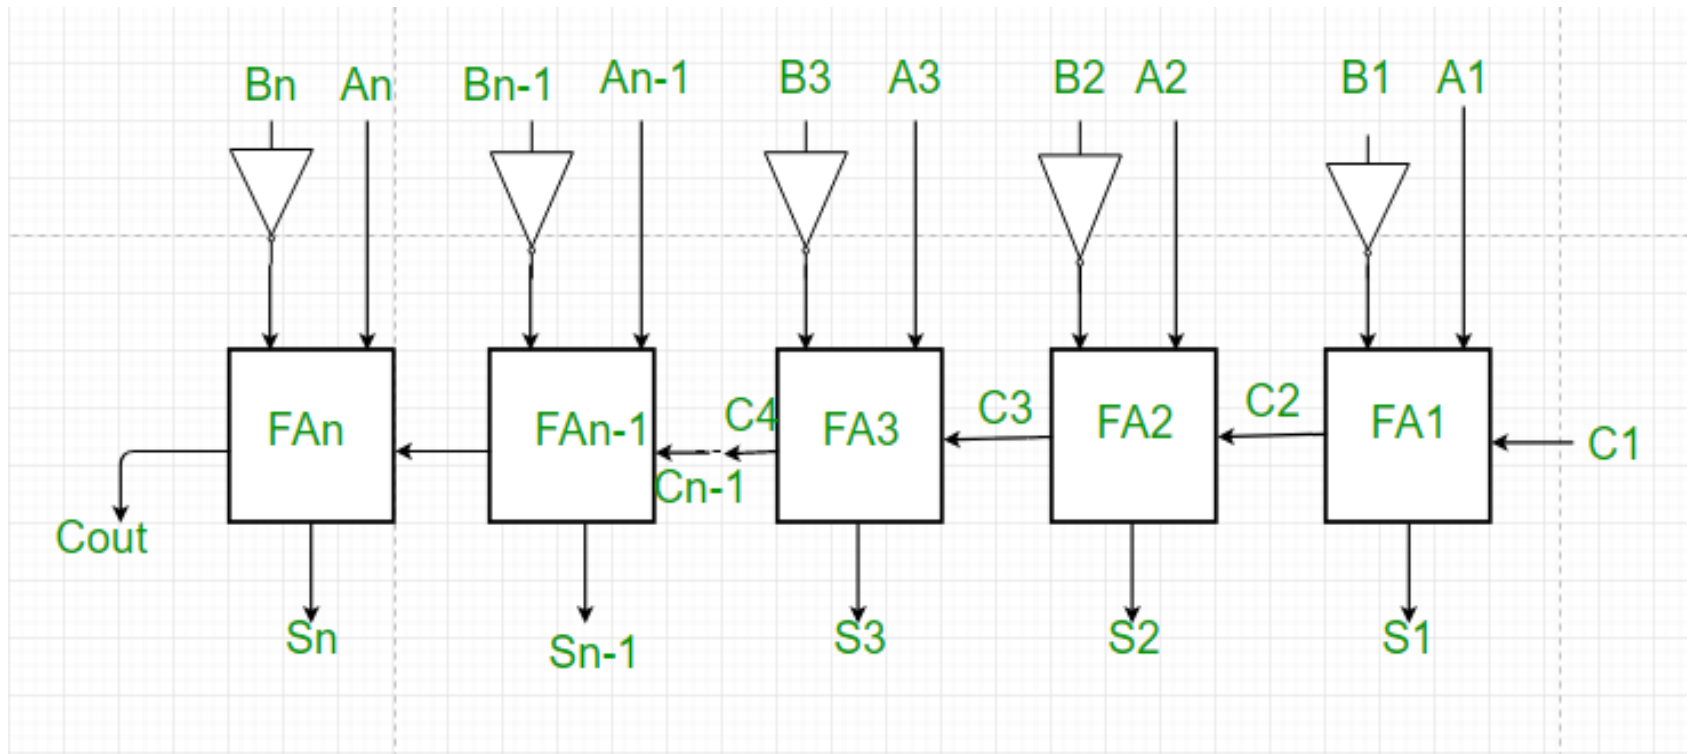 Bn An Bn-1 An-1 B3 A3 B2 A2 B1 A1
FAn FAn-1 C4 FA3 C3 FA2 C2 FA1 C1
Cn-1
Cout
Sn Sn-1 S3 S2 S1